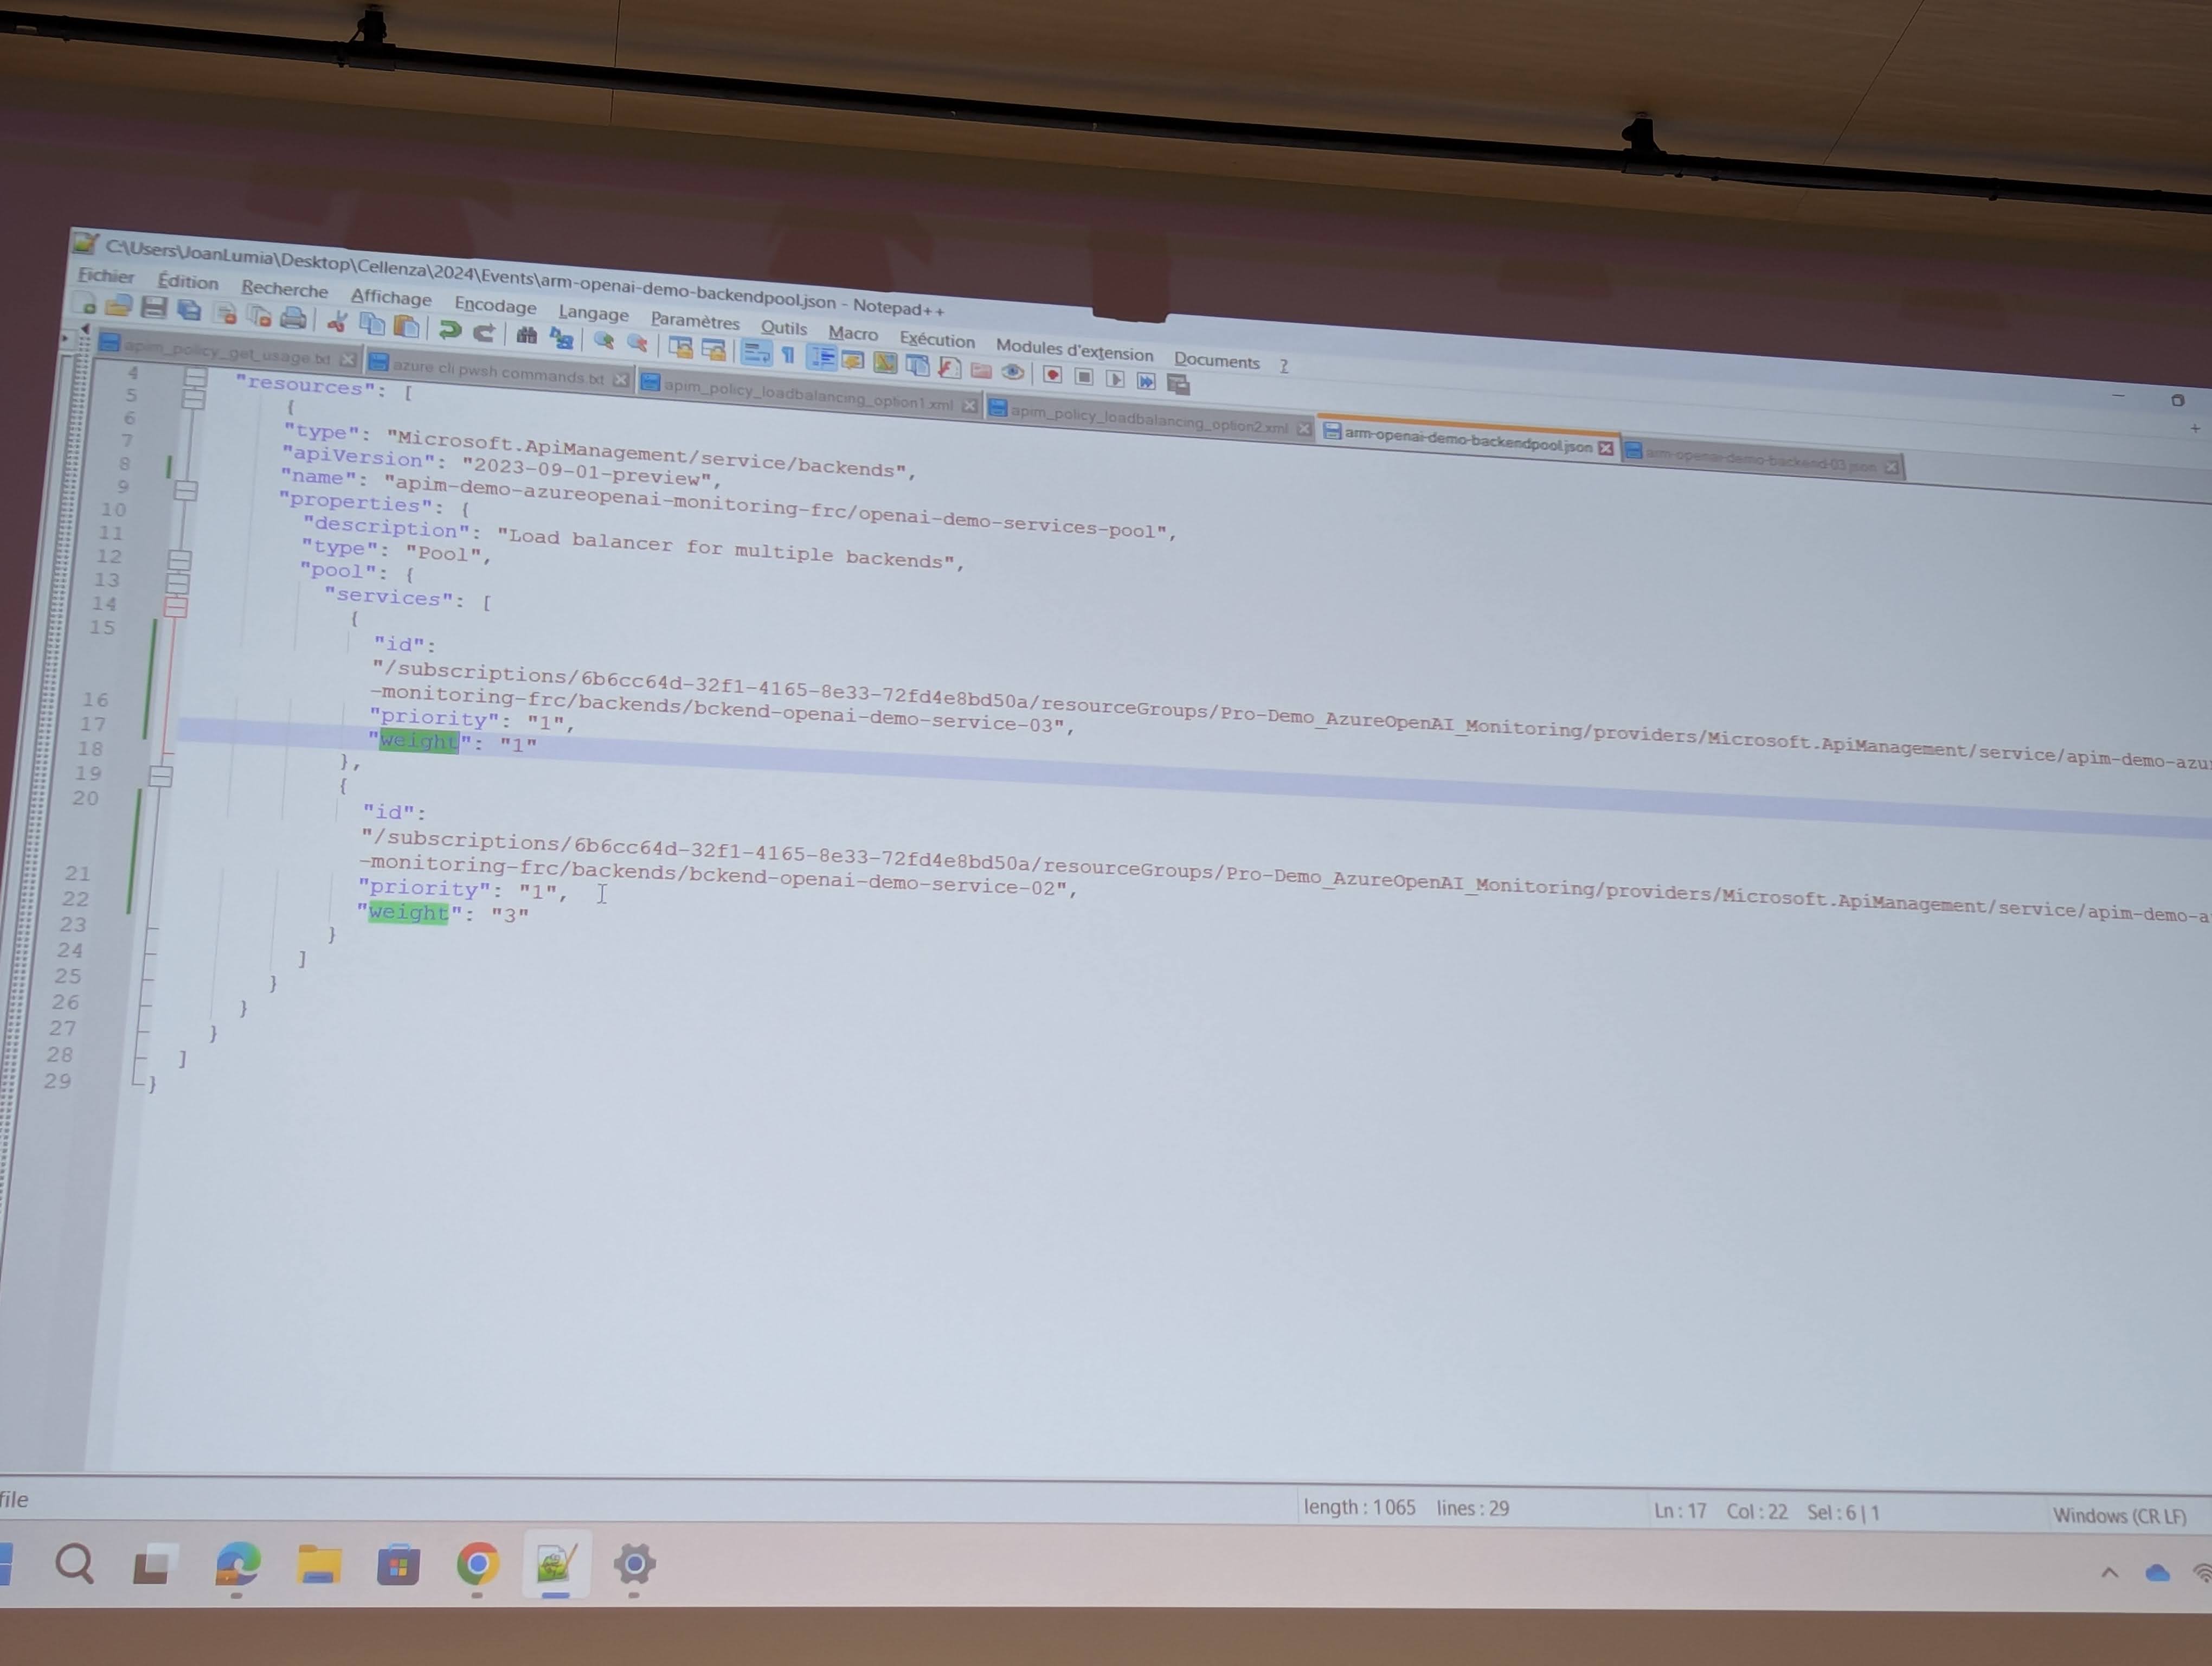 C:\Users\JoanLumia\Desktop\Cellenza\2024\Events\arm-openai-demo-backendpool.json - Notepad++
Fichier Édition Recherche Affichage Encodage Langage Paramètres Outils Macro Exécution Modules d'extension Documents ?
apim_policy_get_usage.txt azure cli pwsh commands.txt apim_policy_loadbalancing_option1.xml apim_policy_loadbalancing_option2.xml arm-openai-demo-backendpool.json arm-openai-demo-backend-03.json
4 "resources": [
5 {
6 "type": "Microsoft.ApiManagement/service/backends",
7 "apiVersion": "2023-09-01-preview",
8 "name": "apim-demo-azureopenai-monitoring-frc/openai-demo-services-pool",
9 "properties": {
10 "description": "Load balancer for multiple backends",
11 "type": "Pool",
12 "pool": {
13 "services": [
14 {
15 "id":
"/subscriptions/6b6cc64d-32f1-4165-8e33-72fd4e8bd50a/resourceGroups/Pro-Demo_AzureOpenAI_Monitoring/providers/Microsoft.ApiManagement/service/apim-demo-azu
-monitoring-frc/backends/bckend-openai-demo-service-03",
16 "priority": "1",
17 "weight": "1"
18 },
19 {
20 "id":
"/subscriptions/6b6cc64d-32f1-4165-8e33-72fd4e8bd50a/resourceGroups/Pro-Demo_AzureOpenAI_Monitoring/providers/Microsoft.ApiManagement/service/apim-demo-a
-monitoring-frc/backends/bckend-openai-demo-service-02",
21 "priority": "1",
22 "weight": "3"
23 }
24 ]
25 }
26 }
27 }
28 ]
29 }
file length : 1065 lines : 29 Ln : 17 Col : 22 Sel : 6 | 1 Windows (CR LF)